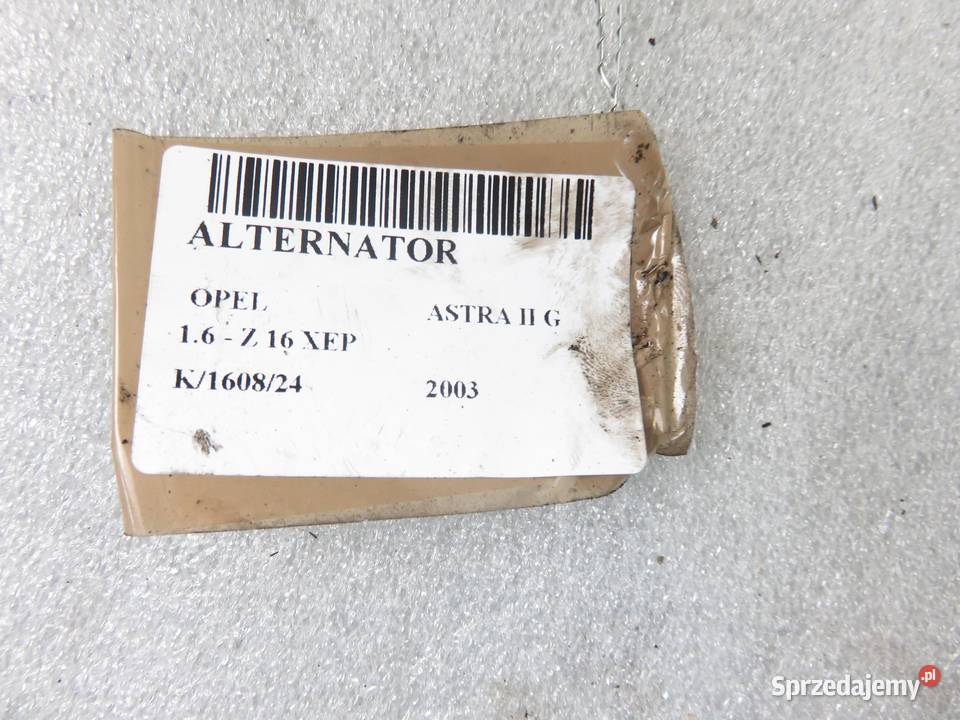 ALTERNATOR
OPEL ASTRA II G
1.6 - Z 16 XEP
K/1608/24 2003
Sprzedajemy.pl